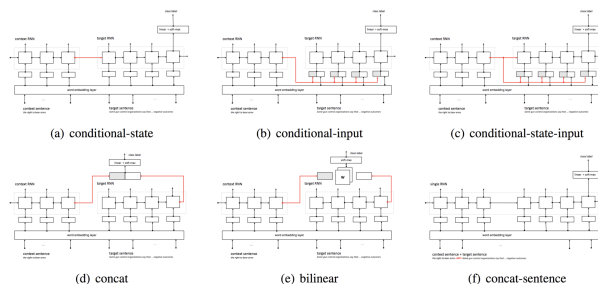 class label
linear + soft-max
context RNN
target RNN
word embedding layer
context sentence
target sentence
(a) conditional-state
class label
linear + soft-max
context RNN
target RNN
word embedding layer
context sentence
target sentence
(b) conditional-input
class label
linear + soft-max
context RNN
target RNN
word embedding layer
context sentence
target sentence
(c) conditional-state-input
class label
linear + soft-max
context RNN
target RNN
word embedding layer
context sentence
target sentence
(d) concat
class label
soft-max
W
context RNN
target RNN
word embedding layer
context sentence
target sentence
(e) bilinear
class label
linear + soft-max
single RNN
word embedding layer
context sentence + target sentence
(f) concat-sentence